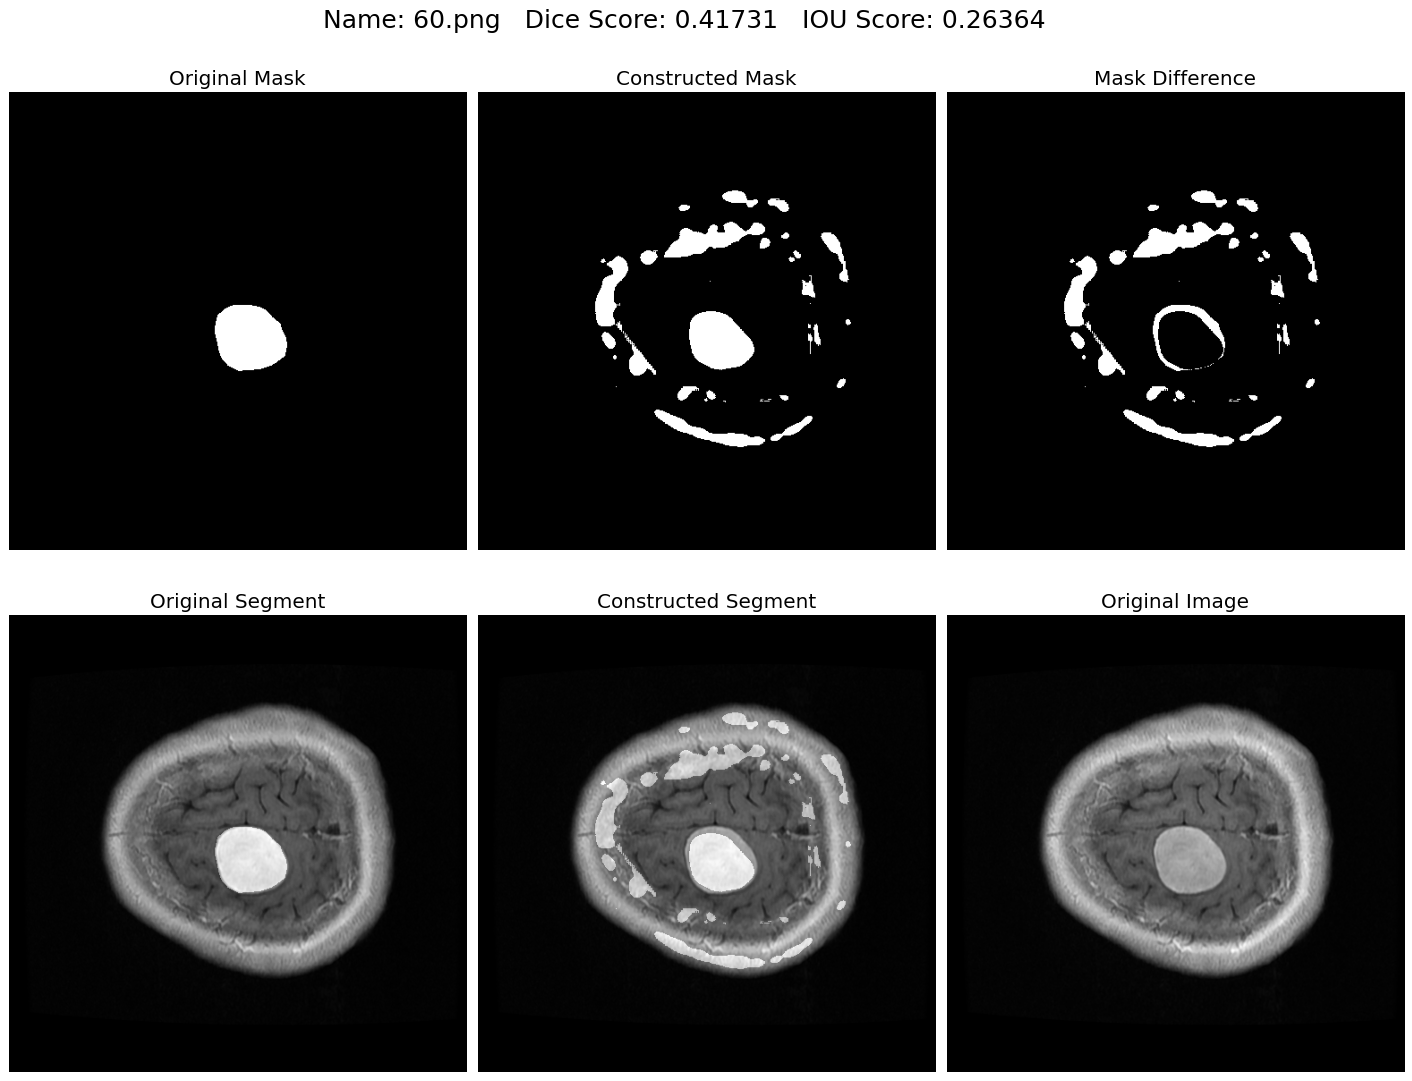 Name: 60.png   Dice Score: 0.41731   IOU Score: 0.26364
Original Mask
Constructed Mask
Mask Difference
Original Segment
Constructed Segment
Original Image